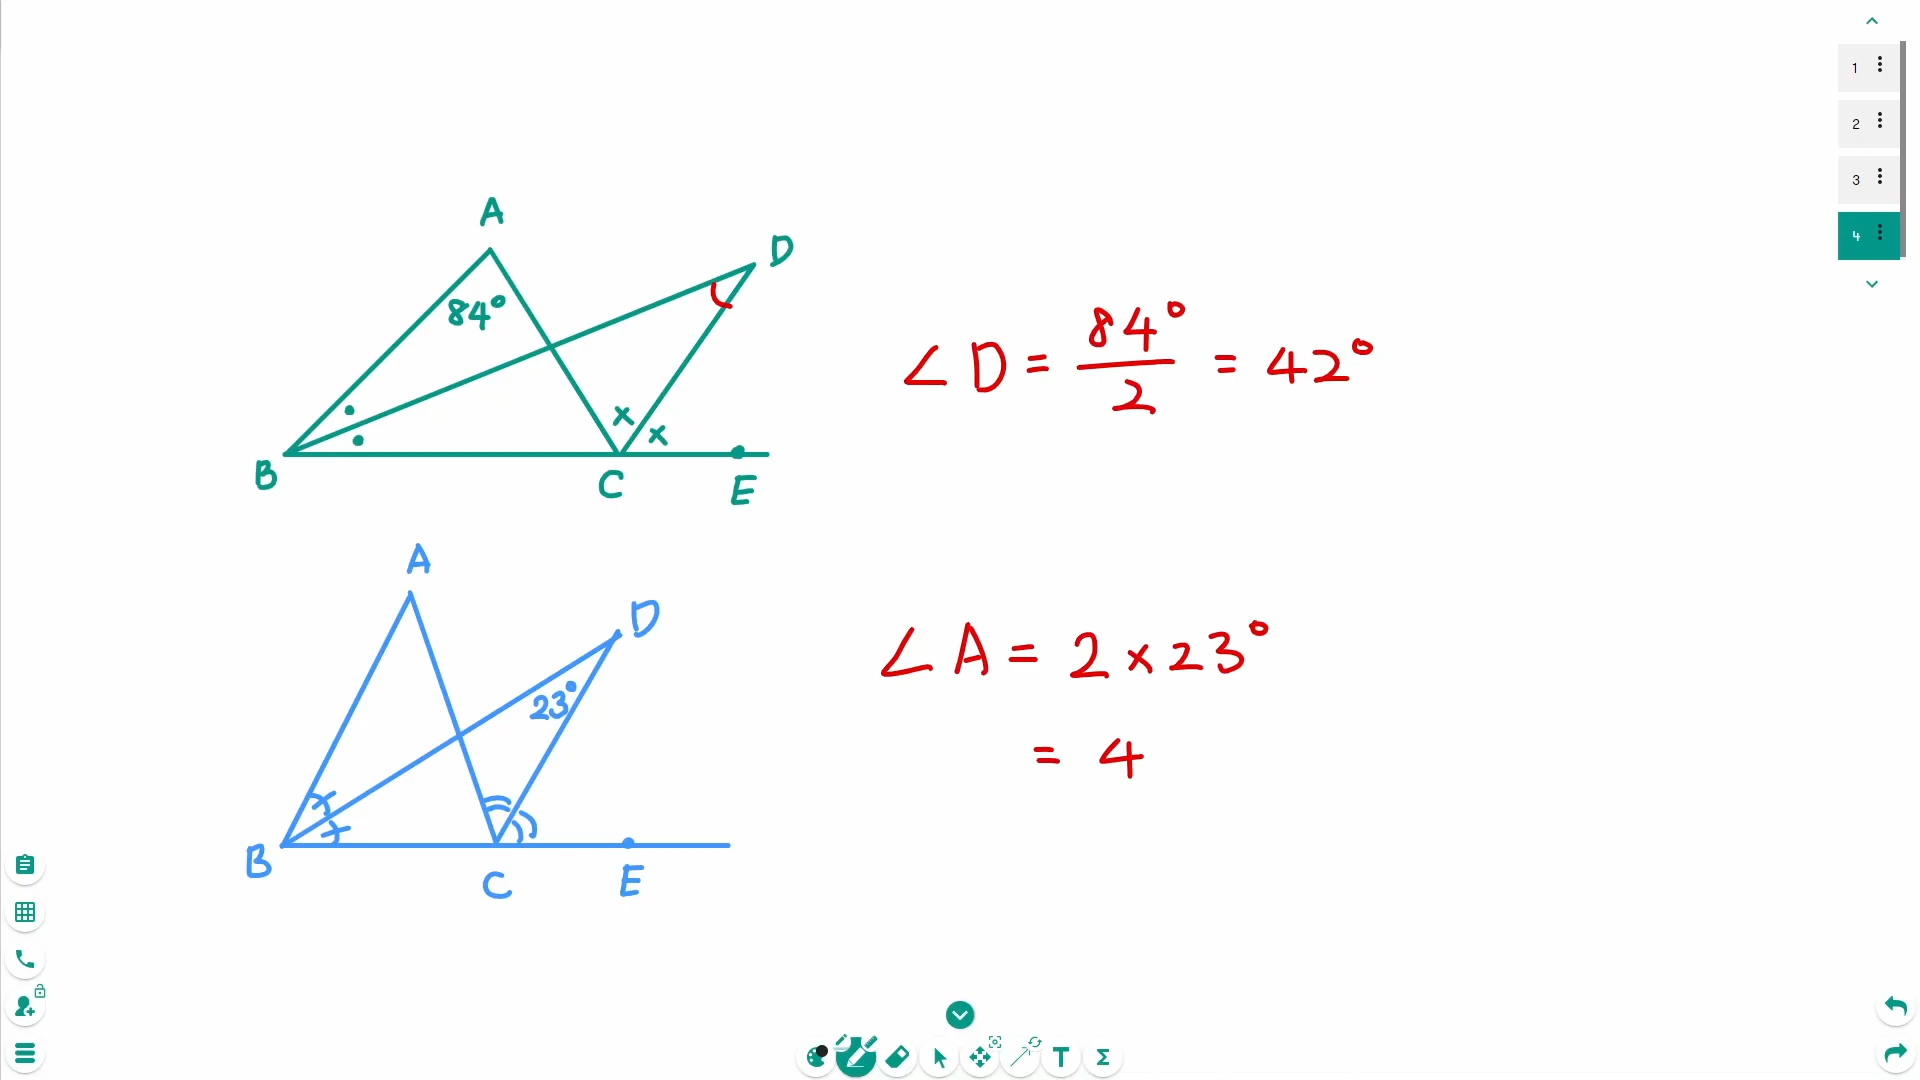 1
2
3
4
A
D
84°
∠D = 84°/2 = 42°
B
C
E
A
D
23°
∠A = 2×23°
= 4
B
C
E
T
Σ